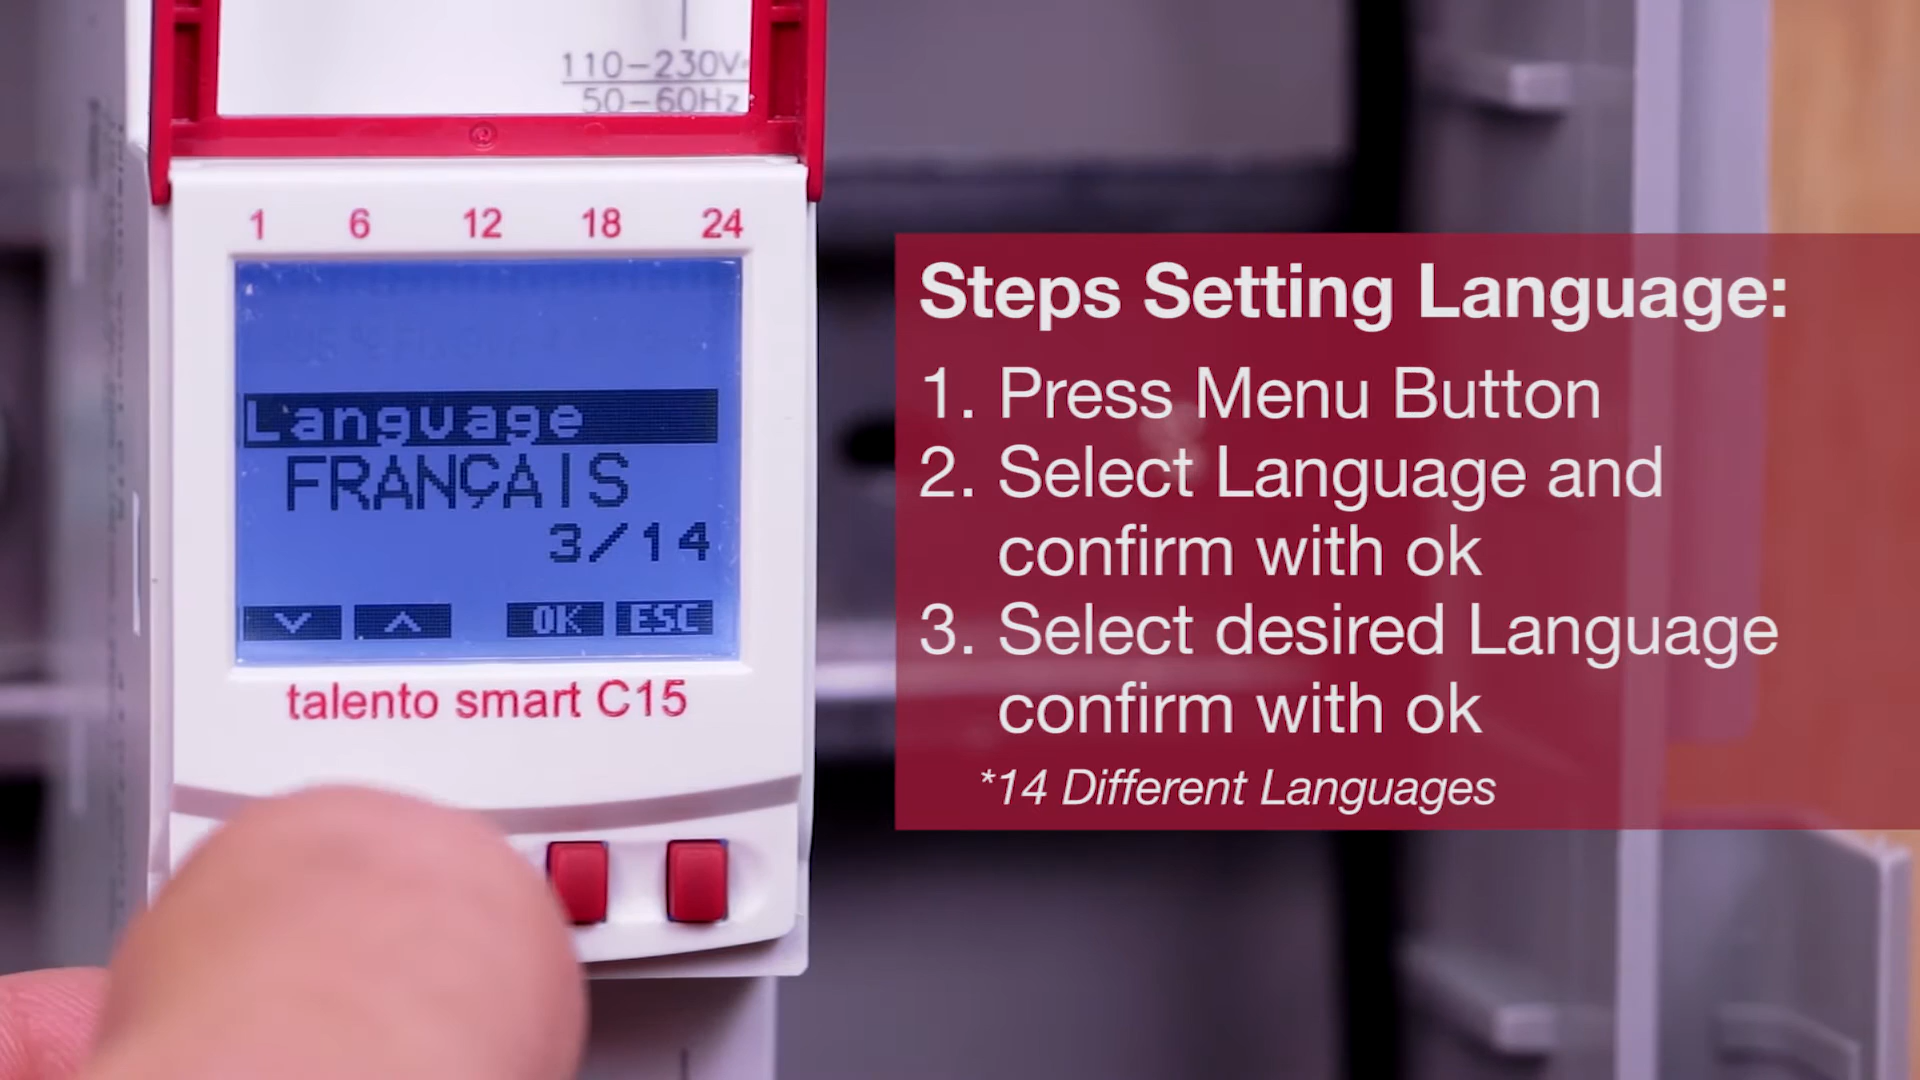 110-230V~
50-60Hz
1 6 12 18 24
Language
FRANÇAIS
3/14
OK ESC
talento smart C15
Steps Setting Language:
1. Press Menu Button
2. Select Language and
confirm with ok
3. Select desired Language
confirm with ok
*14 Different Languages